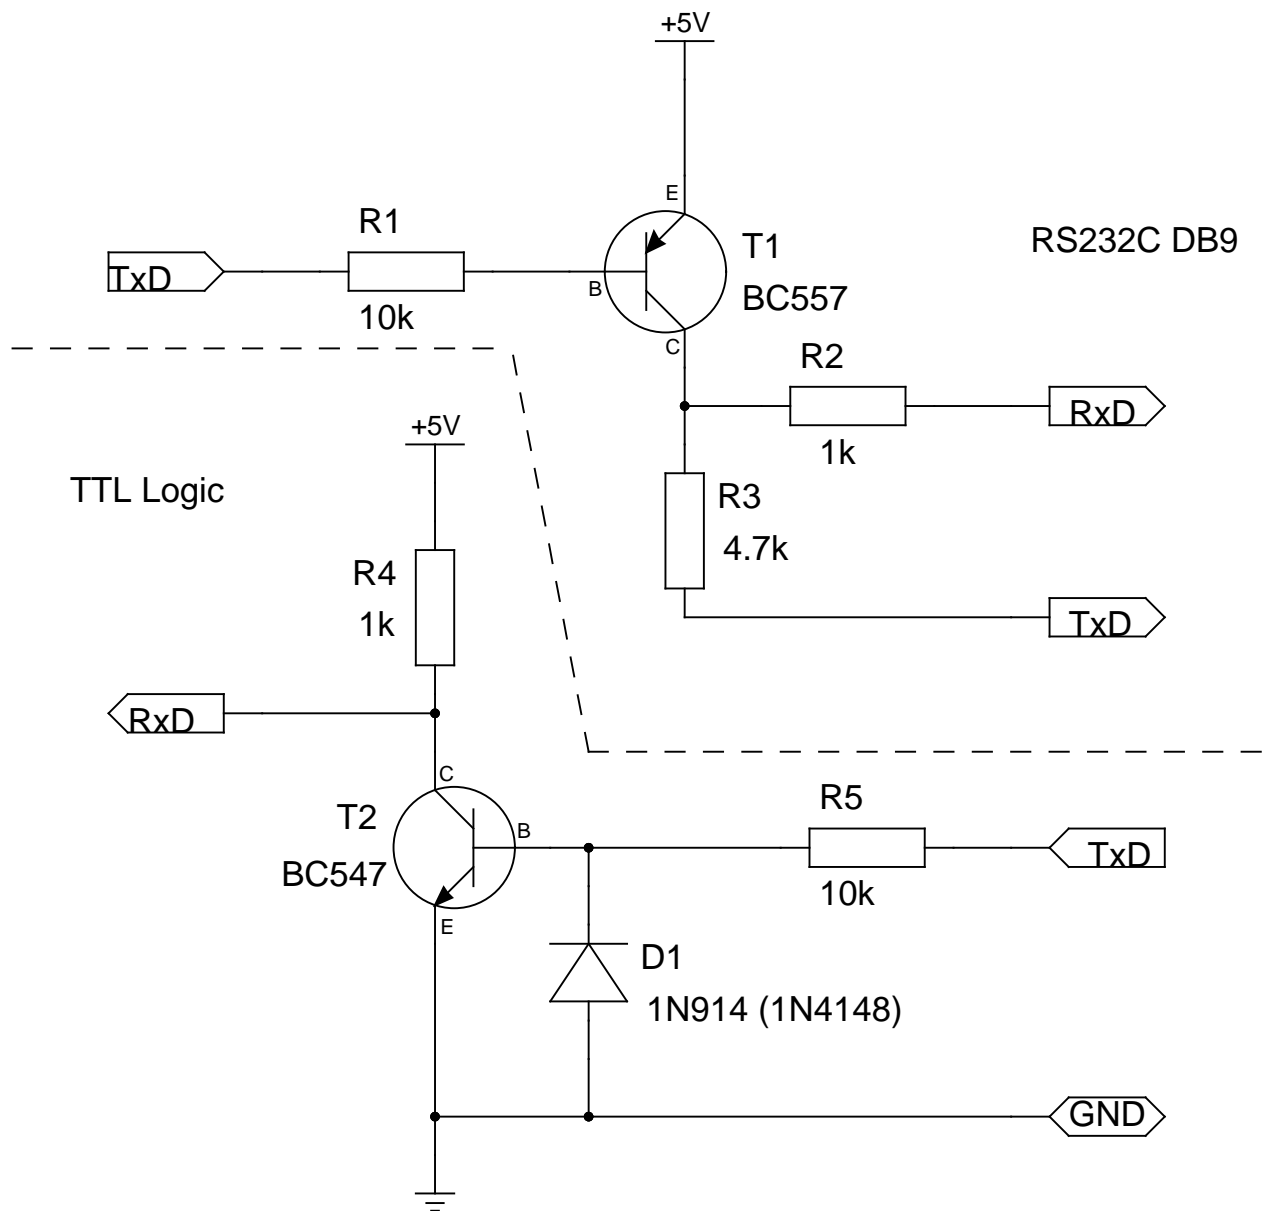 +5V
E
R1
T1
RS232C DB9
TxD
B
BC557
10k
C
R2
RxD
1k
+5V
TTL Logic
R3
4.7k
R4
1k
TxD
RxD
C
R5
T2
B
TxD
BC547
10k
E
D1
1N914 (1N4148)
GND